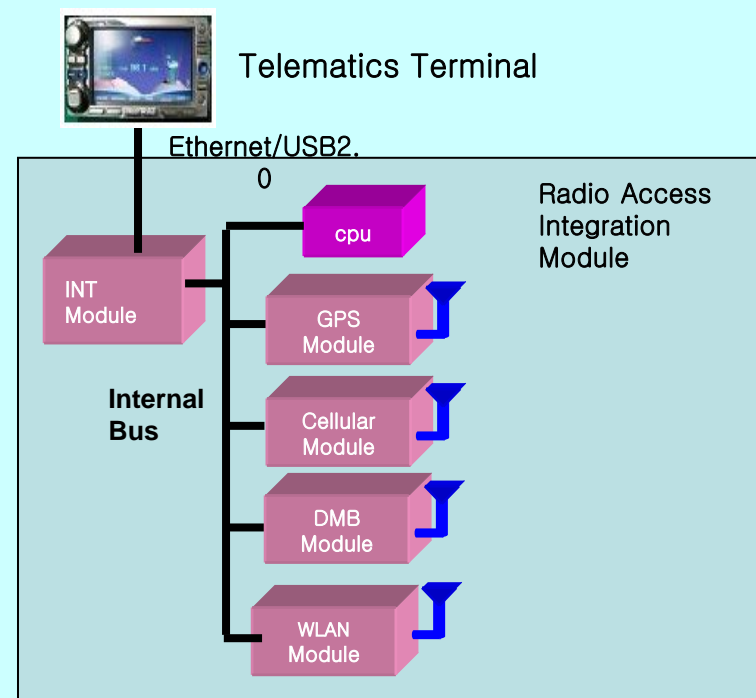 Telematics Terminal
Ethernet/USB2.
0
Radio Access
Integration
Module
cpu
INT
Module
GPS
Module
Internal
Bus
Cellular
Module
DMB
Module
WLAN
Module